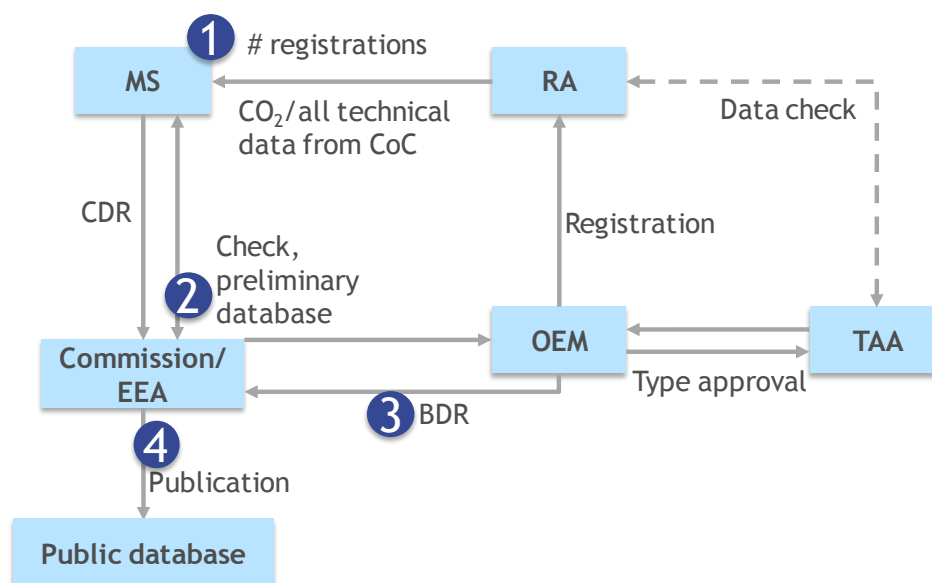 1 # registrations
MS
RA
CO₂/all technical
data from CoC
Data check
CDR
Registration
2 Check,
preliminary
database
Commission/
EEA
OEM
TAA
Type approval
3 BDR
4
Publication
Public database